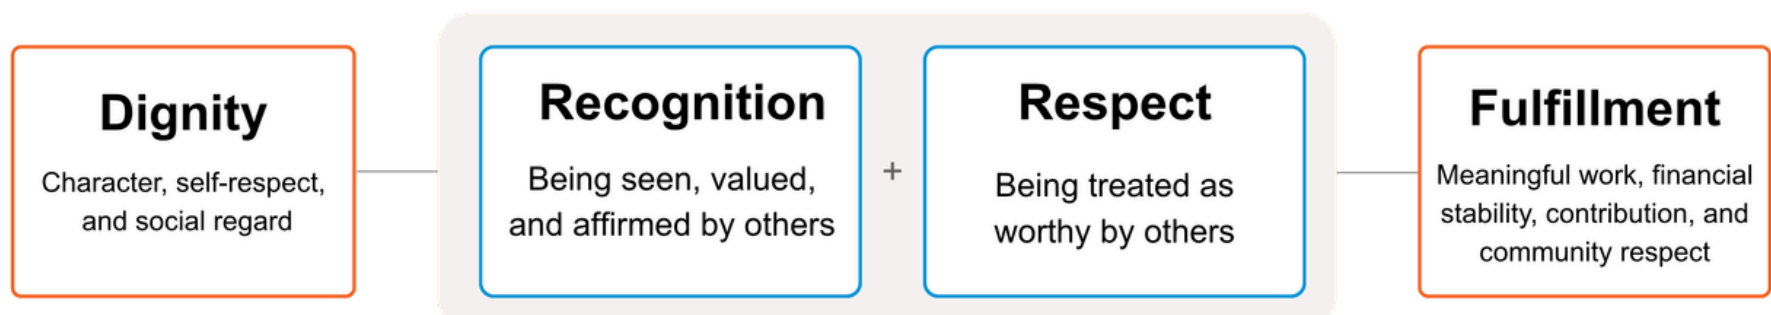 Dignity
Character, self-respect,
and social regard
Recognition
Being seen, valued,
and affirmed by others
+
Respect
Being treated as
worthy by others
Fulfillment
Meaningful work, financial
stability, contribution, and
community respect